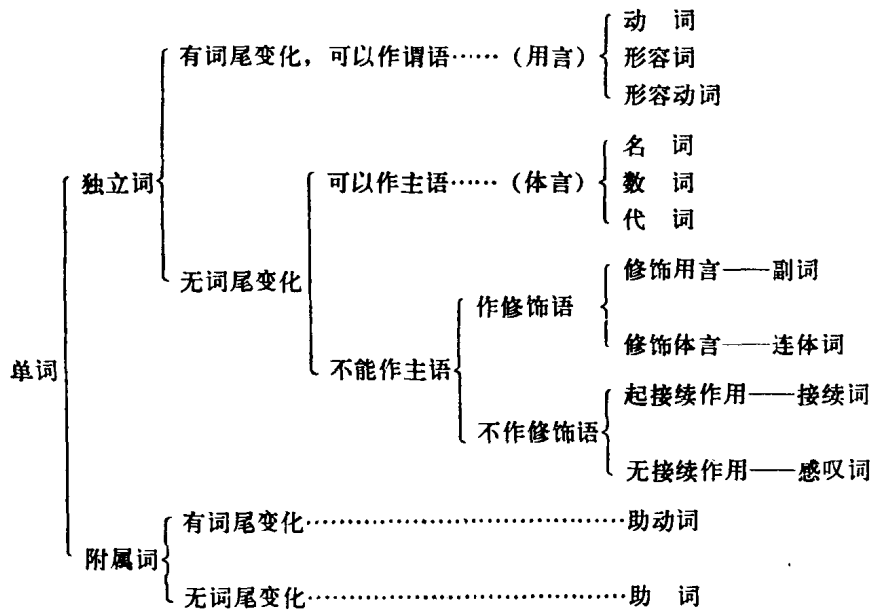 动 词
有词尾变化，可以作谓语……（用言） 形容词
形容动词
名 词
独立词 可以作主语……（体言） 数 词
代 词
无词尾变化
修饰用言——副词
作修饰语
修饰体言——连体词
单词 不能作主语
起接续作用——接续词
不作修饰语
无接续作用——感叹词
有词尾变化……………………………助动词
附属词
无词尾变化……………………………助 词